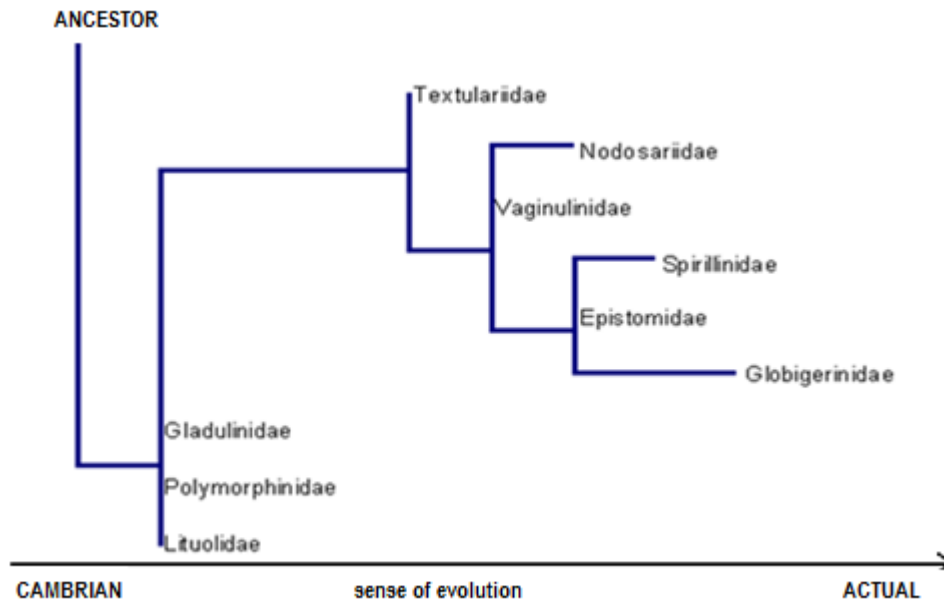 ANCESTOR
Textulariidae
Nodosariidae
Vaginulinidae
Spirillinidae
Epistomidae
Globigerinidae
Gladulinidae
Polymorphinidae
Lituolidae
CAMBRIAN sense of evolution ACTUAL